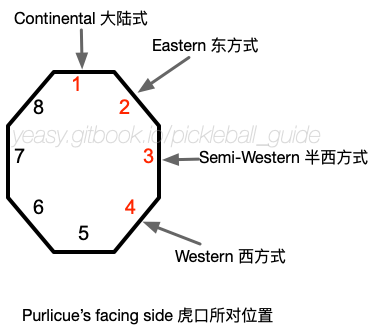 Continental 大陆式
Eastern 东方式
1
8
2
yeasy.gitbook.io/pickleball_guide
7
3
Semi-Western 半西方式
6
4
5
Western 西方式
Purlicue's facing side 虎口所对位置